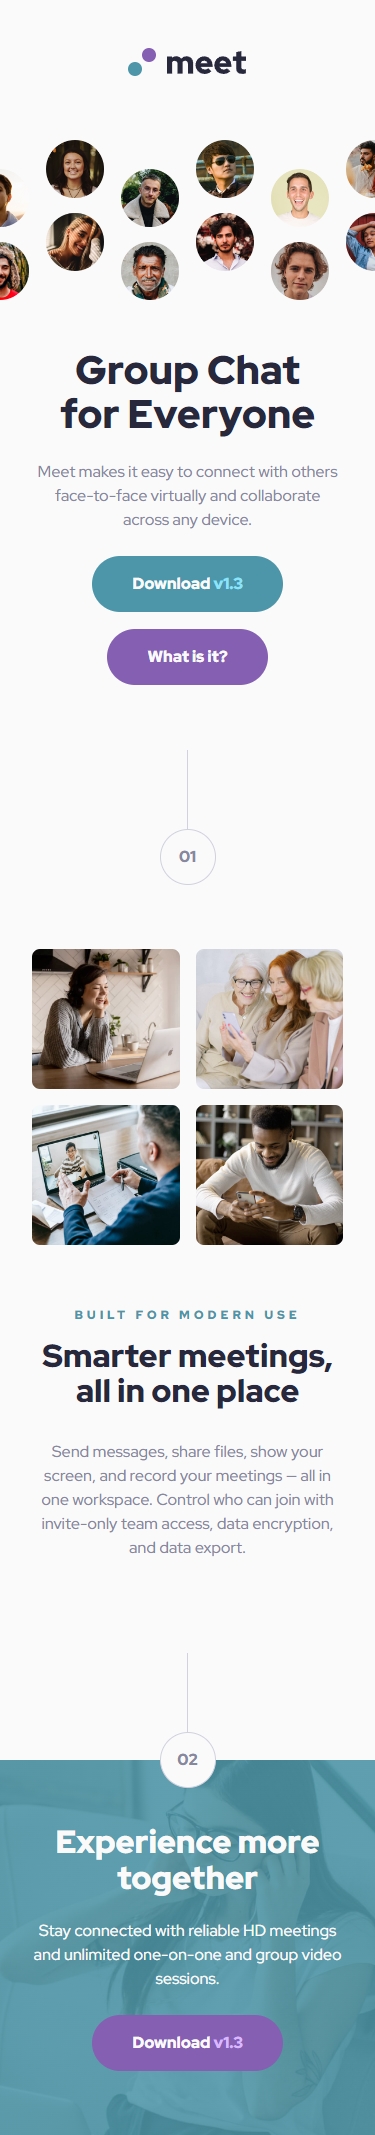 meet
Group Chat
for Everyone
Meet makes it easy to connect with others
face-to-face virtually and collaborate
across any device.
Download v1.3
What is it?
01
BUILT FOR MODERN USE
Smarter meetings,
all in one place
Send messages, share files, show your
screen, and record your meetings — all in
one workspace. Control who can join with
invite-only team access, data encryption,
and data export.
02
Experience more
together
Stay connected with reliable HD meetings
and unlimited one-on-one and group video
sessions.
Download v1.3